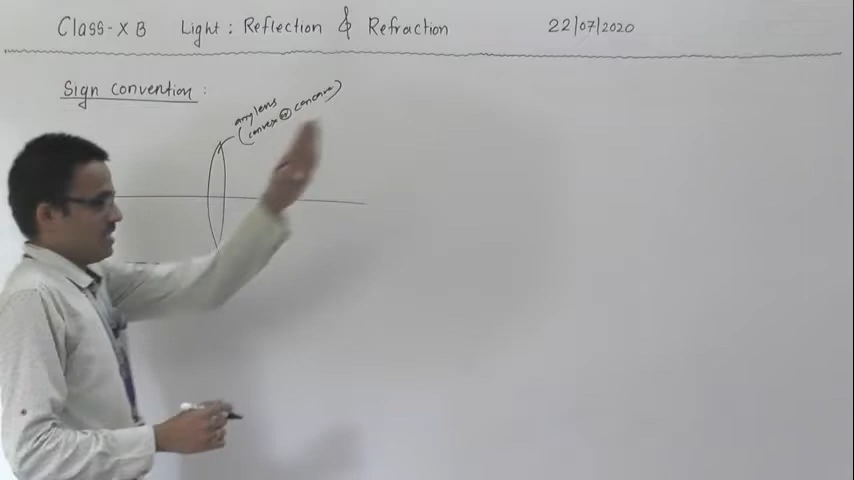 Class-X B Light : Reflection & Refraction 22/07/2020
Sign convention :
any lens
(convex or concave)